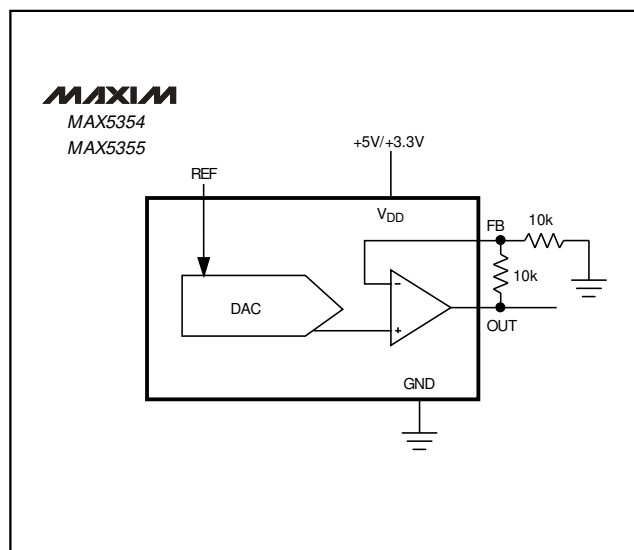 MAXIM
MAX5354
MAX5355
+5V/+3.3V
REF
VDD
FB
10k
10k
DAC
-
+
OUT
GND